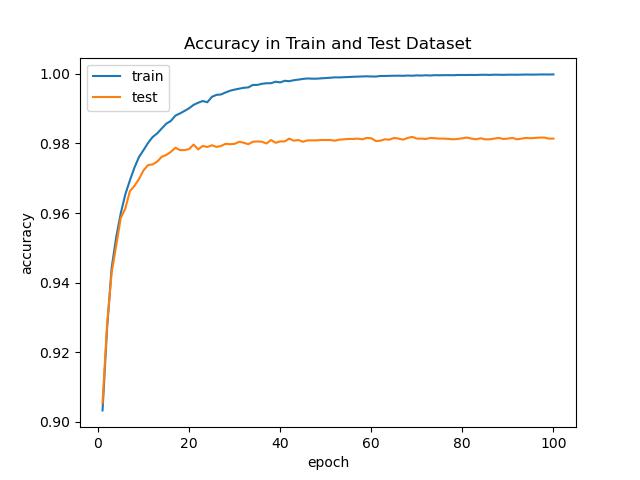 Accuracy in Train and Test Dataset
1.00
0.98
0.96
0.94
0.92
0.90
accuracy
train
test
0 20 40 60 80 100
epoch